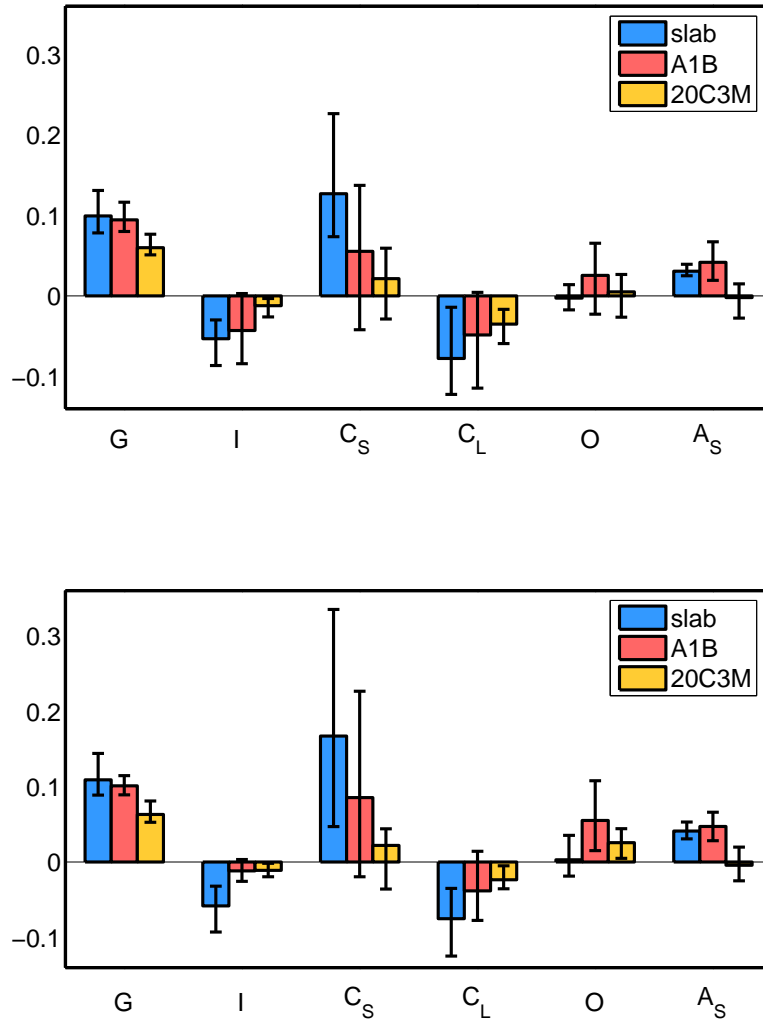 0.3
0.2
0.1
0
−0.1
slab
A1B
20C3M
G I C_S C_L O A_S
0.3
0.2
0.1
0
−0.1
slab
A1B
20C3M
G I C_S C_L O A_S